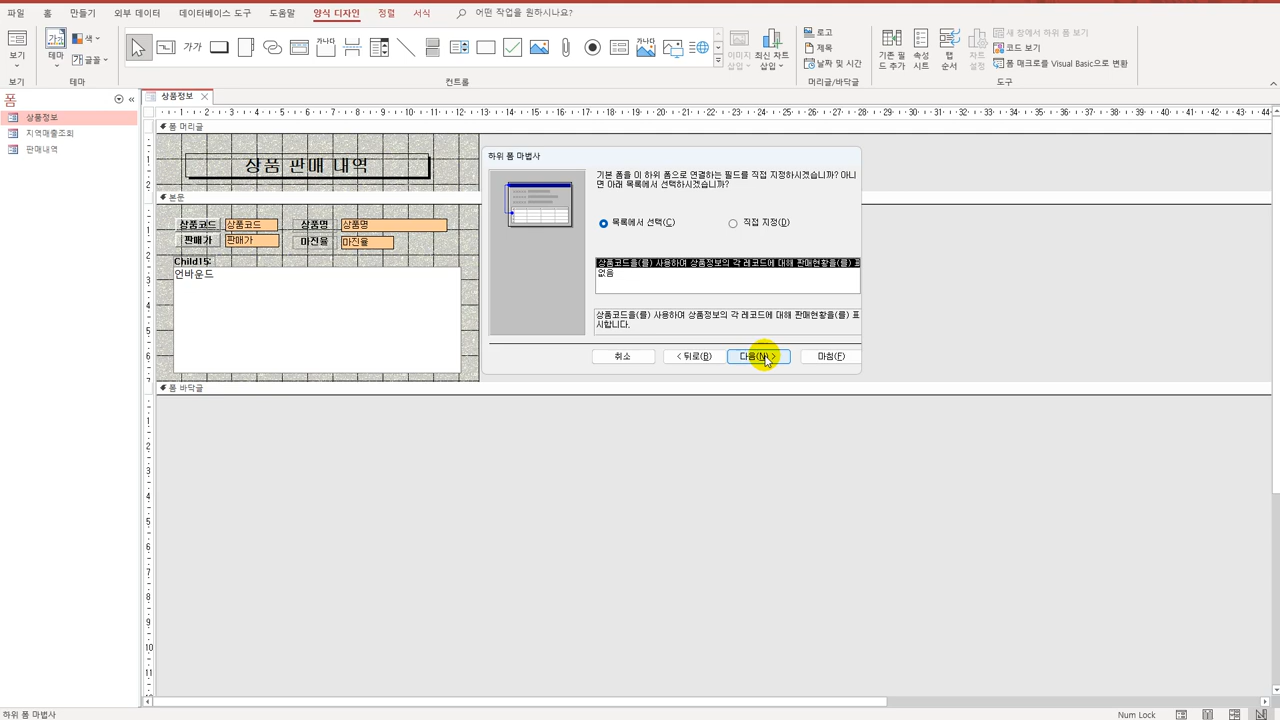 파일 홈 만들기 외부 데이터 데이터베이스 도구 도움말 양식 디자인 정렬 서식 어떤 작업을 원하시나요?
보기
보기
테마
색
글꼴
테마
가가
가나다
컨트롤
이미지 삽입
최신 차트 삽입
로고
제목
날짜 및 시간
머리글/바닥글
기존 필드 추가
속성 시트
탭 순서
차트 설정
새 창에서 하위 폼 보기
코드 보기
폼 매크로를 Visual Basic으로 변환
도구
폼
상품정보
지역매출조회
판매내역
상품정보
폼 머리글
상품 판매 내역
본문
상품코드 상품코드 상품명 상품명
판매가 판매가 마진율 마진율
Child15:
언바운드
폼 바닥글
하위 폼 마법사
기본 폼을 이 하위 폼으로 연결하는 필드를 직접 지정하시겠습니까? 아니
면 아래 목록에서 선택하시겠습니까?
목록에서 선택(C) 직접 지정(D)
상품코드을(를) 사용하여 상품정보의 각 레코드에 대해 판매현황을(를) 표
없음
상품코드을(를) 사용하여 상품정보의 각 레코드에 대해 판매현황을(를) 표
시합니다.
취소 < 뒤로(B) 다음(N) > 마침(F)
하위 폼 마법사 Num Lock